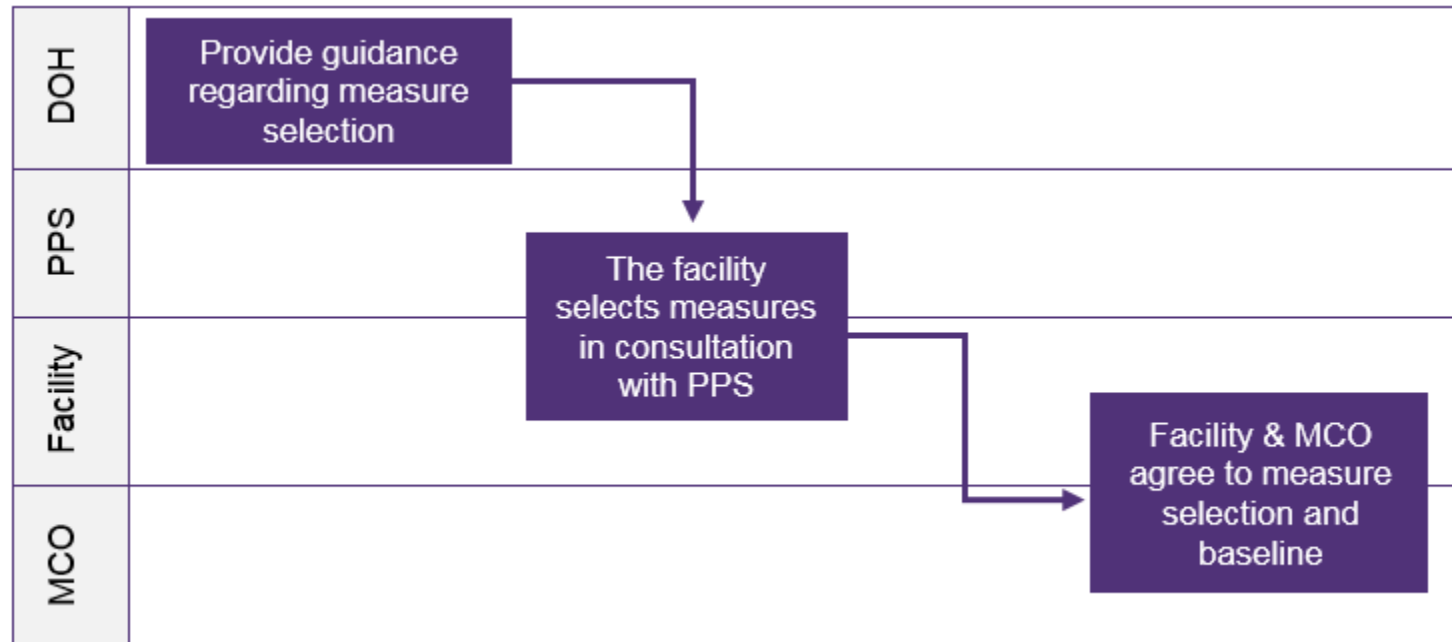 DOH
Provide guidance
regarding measure
selection
PPS
The facility
selects measures
in consultation
with PPS
Facility
Facility & MCO
agree to measure
selection and
baseline
MCO